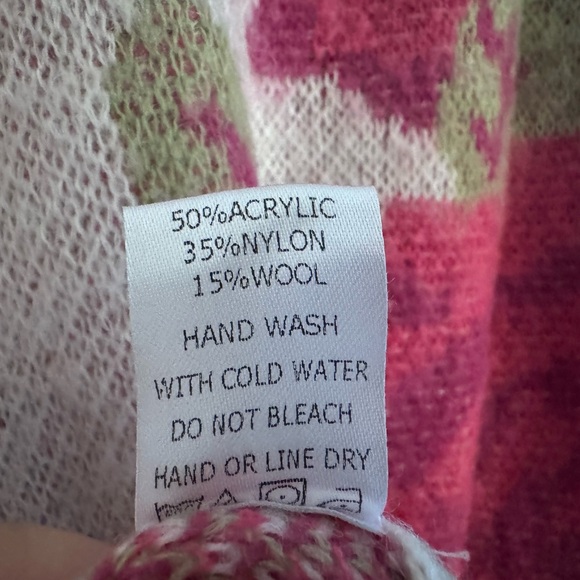 50%ACRYLIC
35%NYLON
15%WOOL
HAND WASH
WITH COLD WATER
DO NOT BLEACH
HAND OR LINE DRY